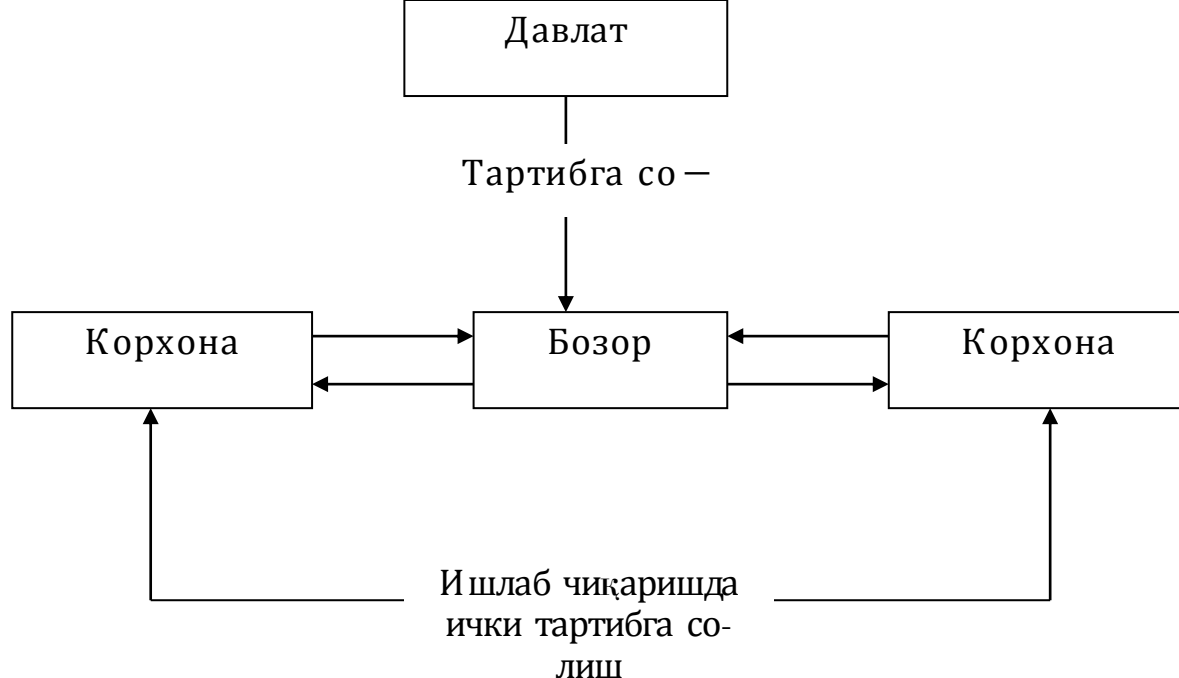 Давлат
Тартибга со–
Корхона
Бозор
Корхона
Ишлаб чиқаришда
ички тартибга со-
лиш